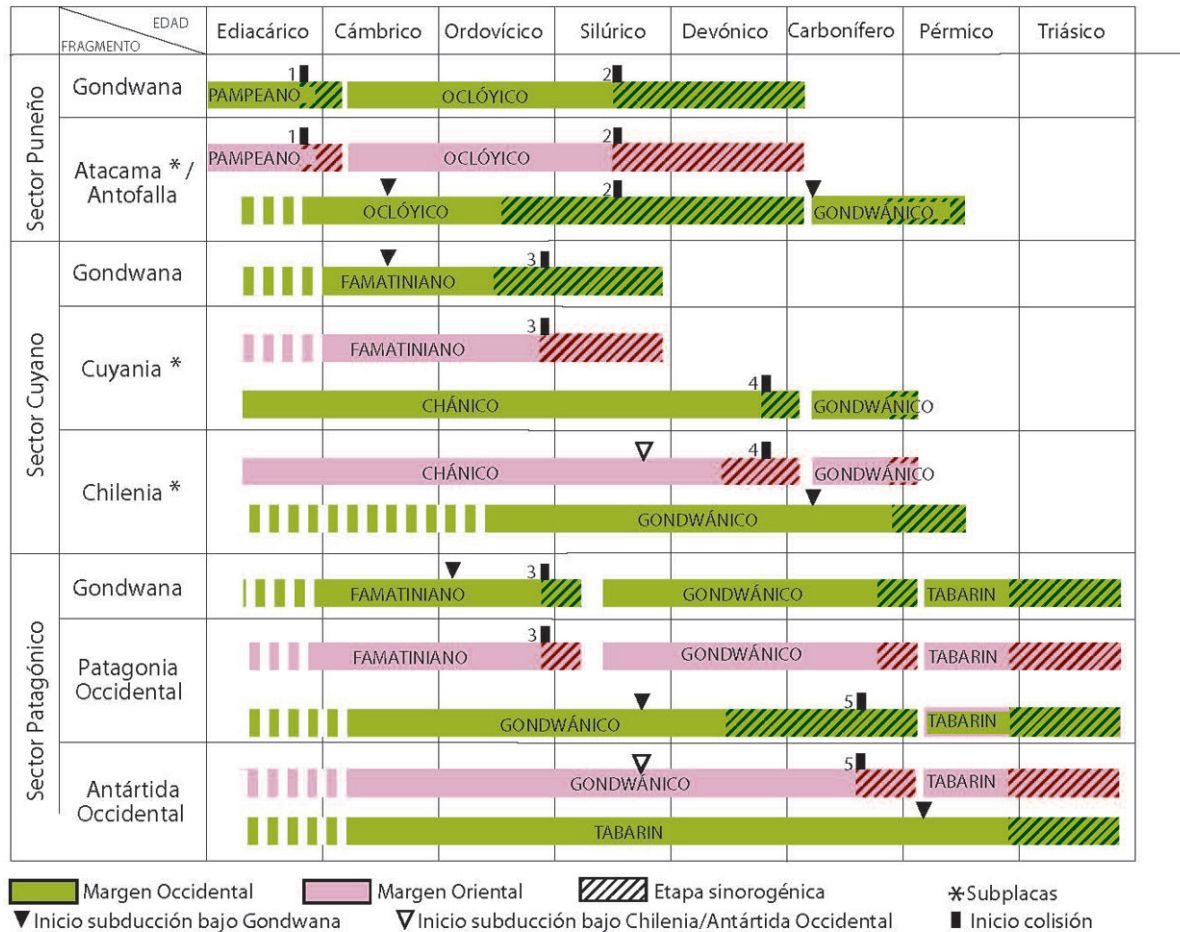 EDAD
FRAGMENTO
Ediacárico Cámbrico Ordovícico Silúrico Devónico Carbonífero Pérmico Triásico
Sector Puneño
Gondwana
1 2
PAMPEANO OCLÓYICO
Atacama * /
Antofalla
1 2
PAMPEANO OCLÓYICO
2
OCLÓYICO GONDWÁNICO
Sector Cuyano
Gondwana
3
FAMATINIANO
Cuyania *
3
FAMATINIANO
4
CHÁNICO GONDWÁNICO
Chilenia *
4
CHÁNICO GONDWÁNICO
GONDWÁNICO
Sector Patagónico
Gondwana
3
FAMATINIANO GONDWÁNICO TABARIN
Patagonia
Occidental
3
FAMATINIANO GONDWÁNICO TABARIN
5
GONDWÁNICO TABARIN
Antártida
Occidental
5
GONDWÁNICO TABARIN
TABARIN
Margen Occidental Margen Oriental Etapa sinorogénica *Subplacas
Inicio subducción bajo Gondwana Inicio subducción bajo Chilenia/Antártida Occidental Inicio colisión